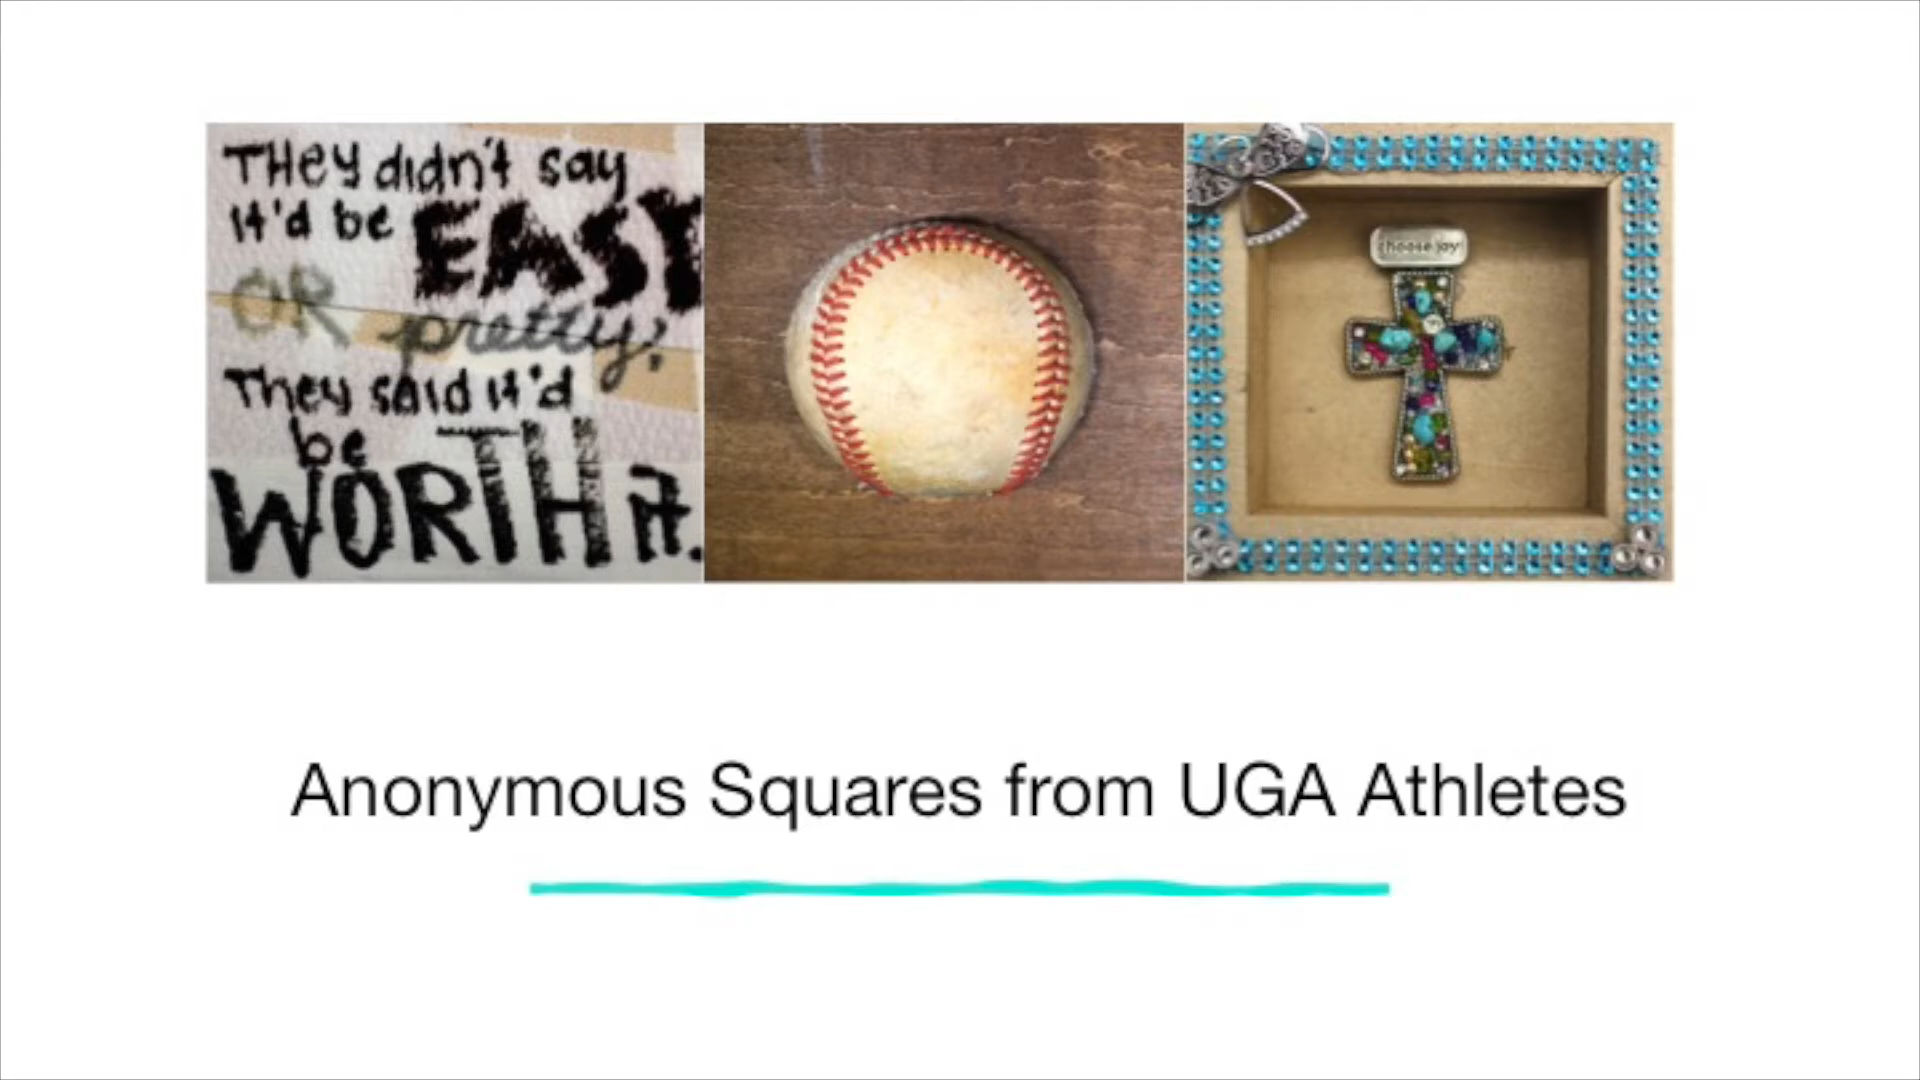 They didn't say
it'd be EASY
OR pretty;
They said it'd
be
WORTH it.
choose joy
Anonymous Squares from UGA Athletes